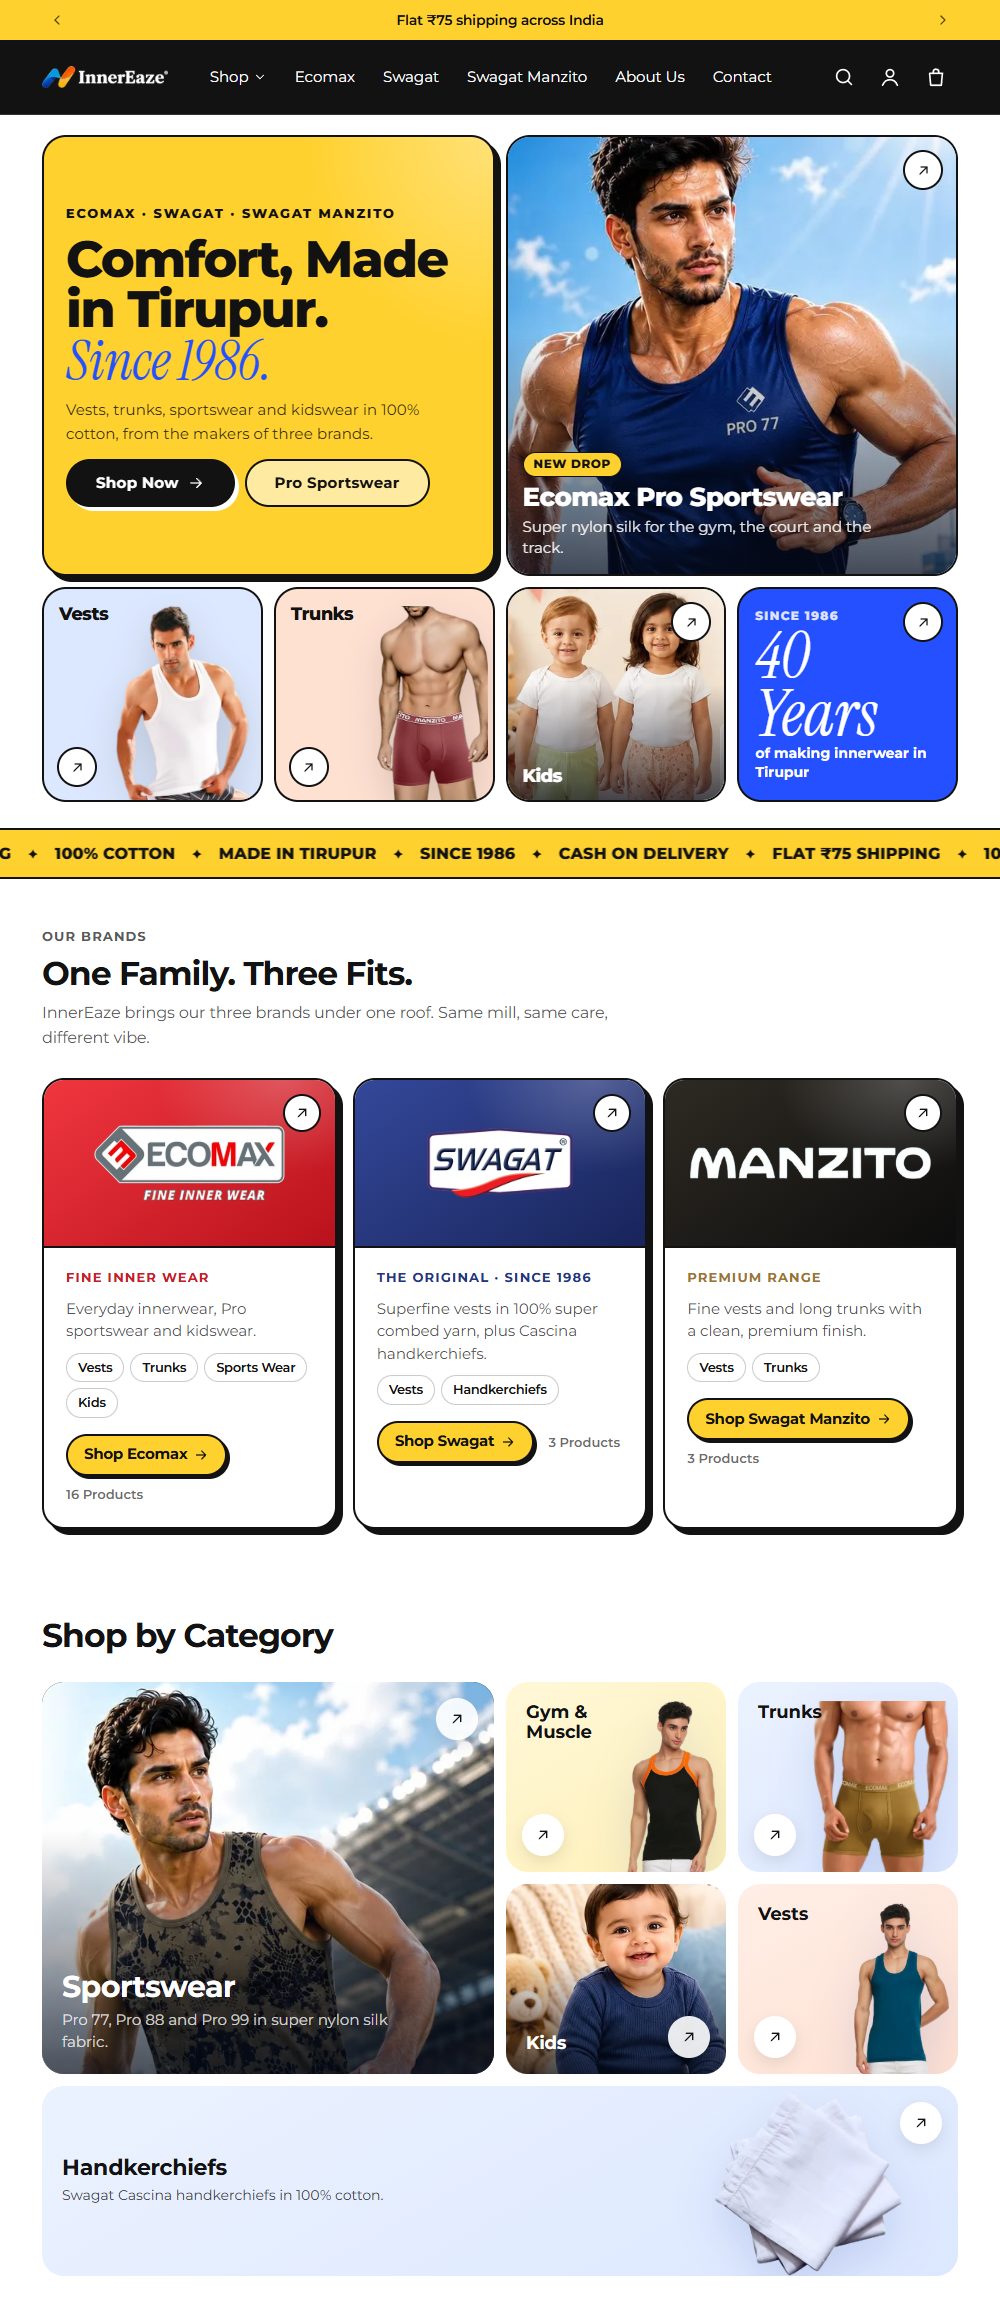 Flat ₹75 shipping across India
InnerEaze®
Shop
Ecomax
Swagat
Swagat Manzito
About Us
Contact
ECOMAX · SWAGAT · SWAGAT MANZITO
Comfort, Made
in Tirupur.
Since 1986.
Vests, trunks, sportswear and kidswear in 100%
cotton, from the makers of three brands.
Shop Now →
Pro Sportswear
PRO 77
NEW DROP
Ecomax Pro Sportswear
Super nylon silk for the gym, the court and the
track.
Vests
Trunks
MANZITO
Kids
SINCE 1986
40
Years
of making innerwear in
Tirupur
G ✦ 100% COTTON ✦ MADE IN TIRUPUR ✦ SINCE 1986 ✦ CASH ON DELIVERY ✦ FLAT ₹75 SHIPPING ✦ 10
OUR BRANDS
One Family. Three Fits.
InnerEaze brings our three brands under one roof. Same mill, same care,
different vibe.
ECOMAX
FINE INNER WEAR
FINE INNER WEAR
Everyday innerwear, Pro
sportswear and kidswear.
Vests
Trunks
Sports Wear
Kids
Shop Ecomax →
16 Products
SWAGAT®
THE ORIGINAL · SINCE 1986
Superfine vests in 100% super
combed yarn, plus Cascina
handkerchiefs.
Vests
Handkerchiefs
Shop Swagat →
3 Products
MANZITO
PREMIUM RANGE
Fine vests and long trunks with
a clean, premium finish.
Vests
Trunks
Shop Swagat Manzito →
3 Products
Shop by Category
Sportswear
Pro 77, Pro 88 and Pro 99 in super nylon silk
fabric.
Gym &
Muscle
Trunks
ECOMAX
Kids
Vests
Handkerchiefs
Swagat Cascina handkerchiefs in 100% cotton.